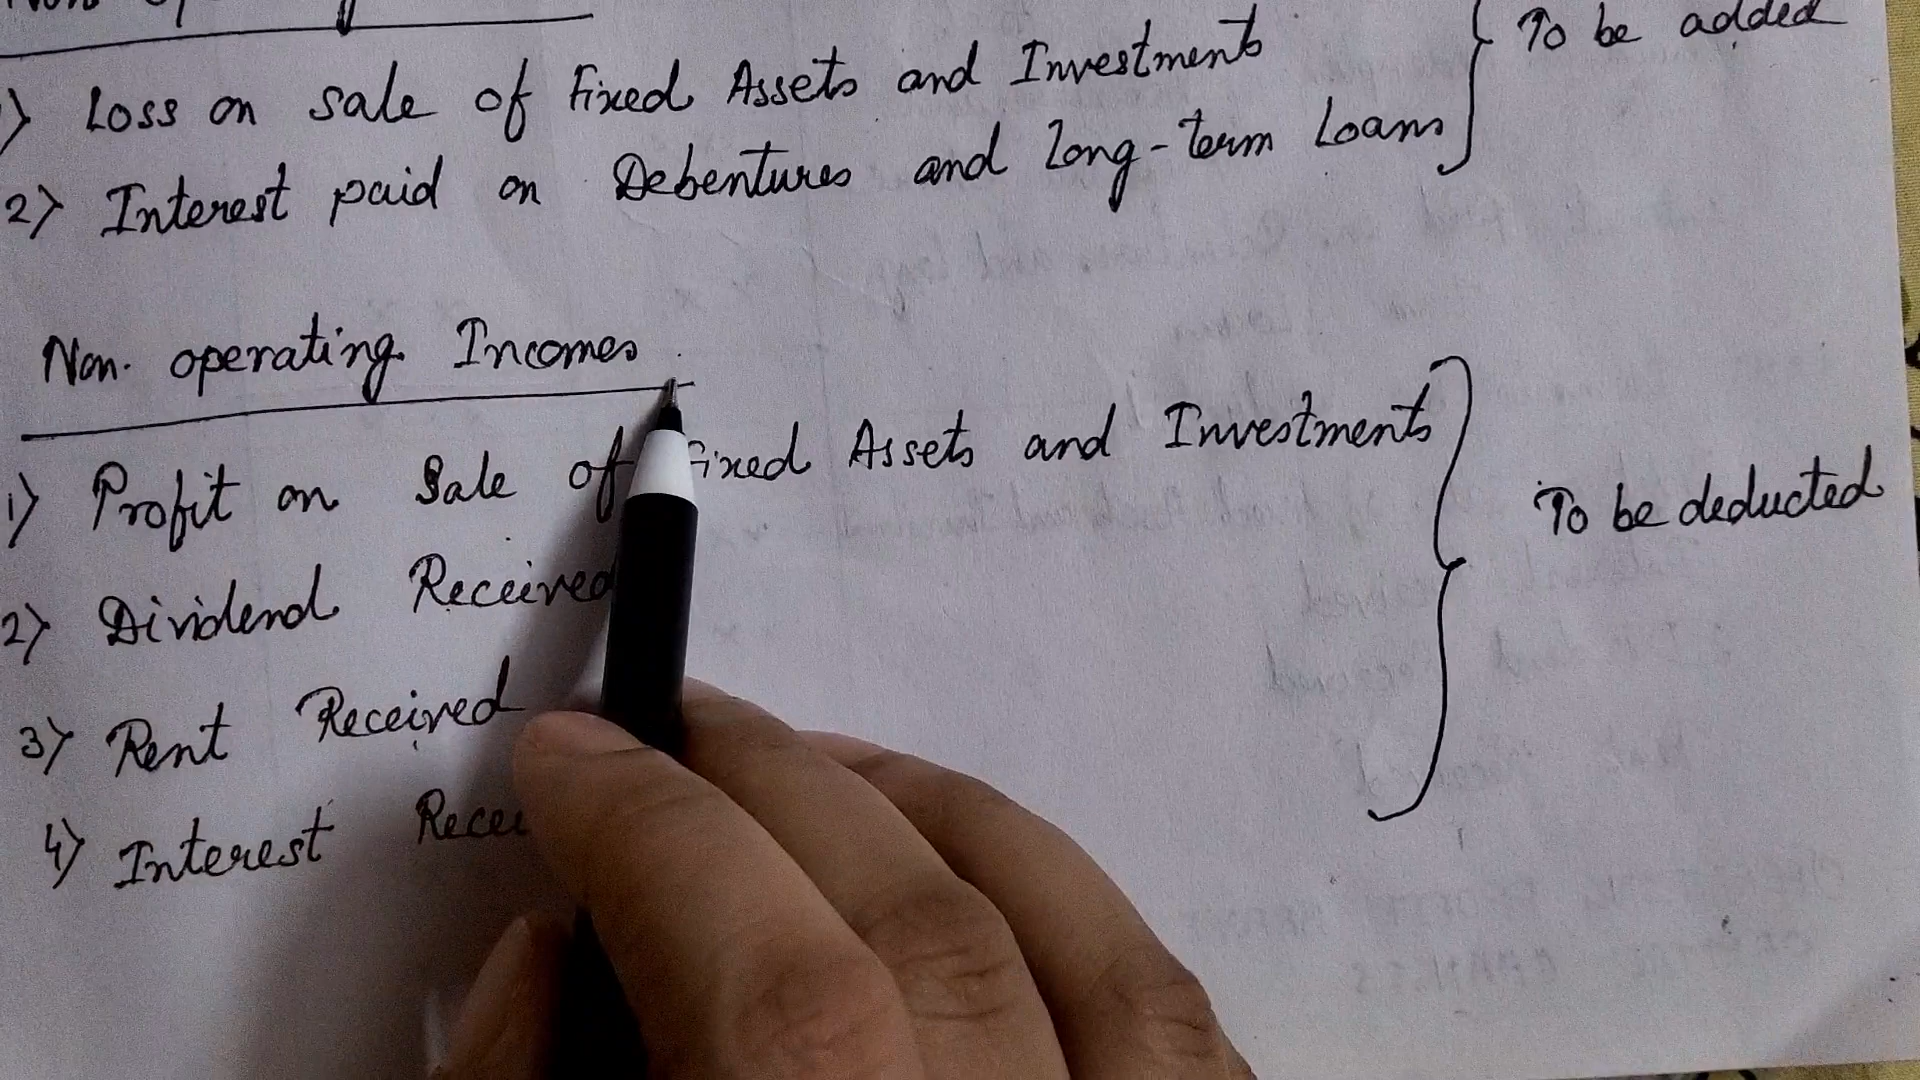 1) Loss on sale of Fixed Assets and Investment } To be added
2) Interest paid on Debentures and Long-term Loans
Non-operating Incomes
1) Profit on Sale of Fixed Assets and Investments
2) Dividend Received } To be deducted
3) Rent Received
4) Interest